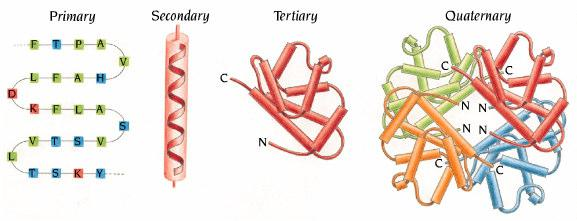 Primary
Secondary
Tertiary
Quaternary
F T P A
V
L F A H
D
K F L A
S
V T S V
L
T S K Y
C
N
C
C
N N
N N
C
C